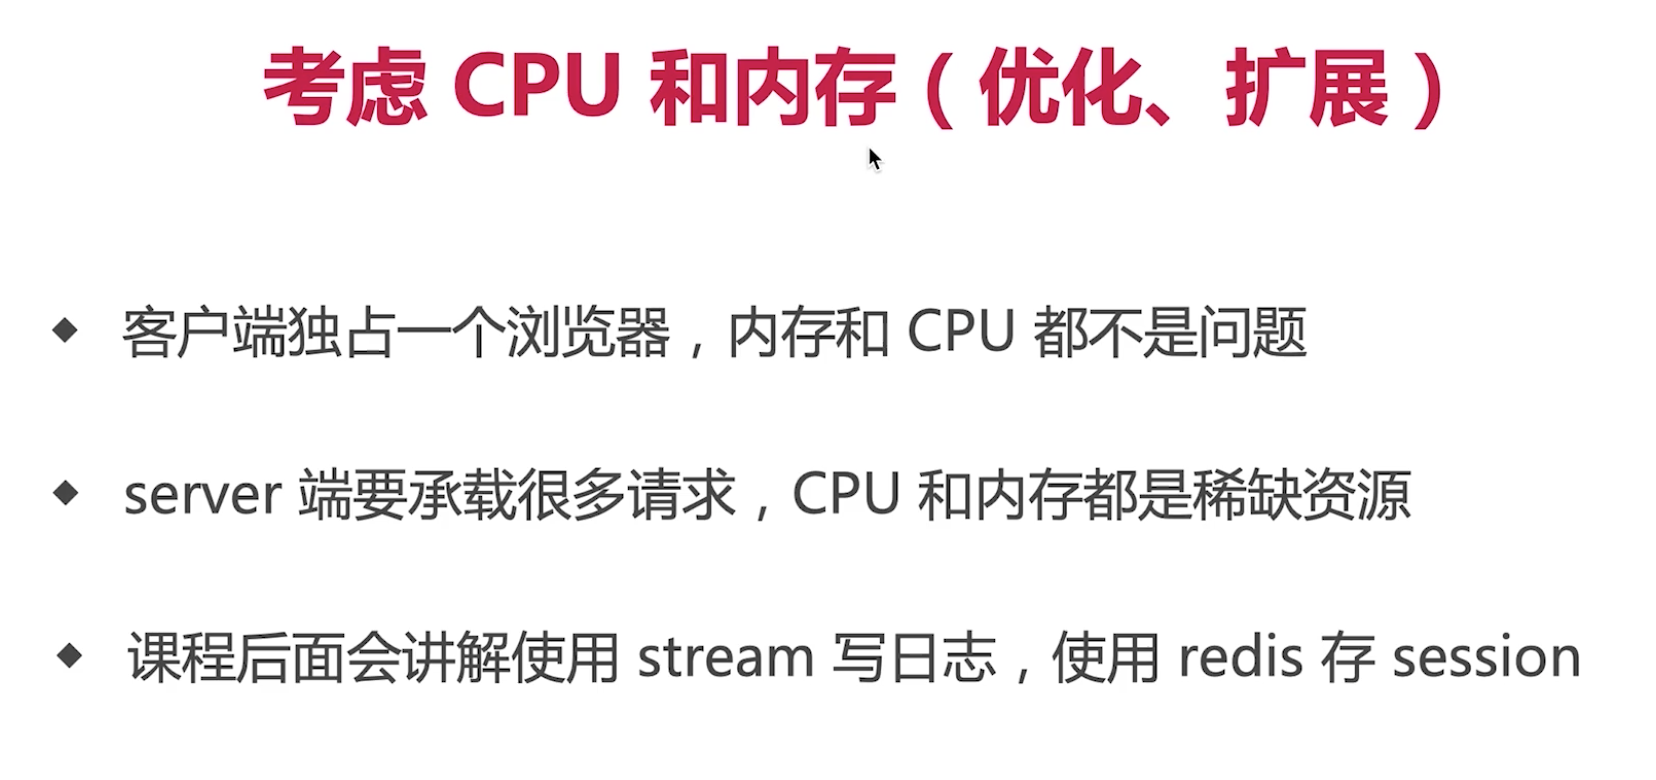 考虑 CPU 和内存（优化、扩展）
◆ 客户端独占一个浏览器，内存和 CPU 都不是问题
◆ server 端要承载很多请求，CPU 和内存都是稀缺资源
◆ 课程后面会讲解使用 stream 写日志，使用 redis 存 session